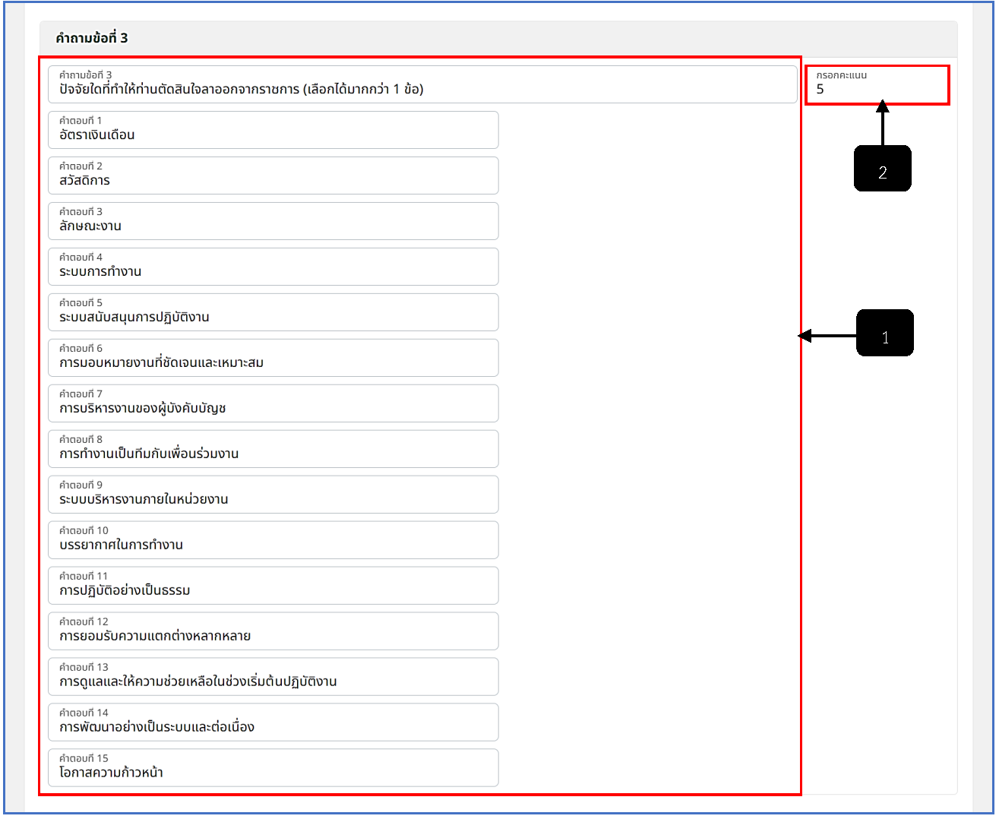 คำถามข้อที่ 3
คำถามข้อที่ 3
ปัจจัยใดที่ทำให้ท่านตัดสินใจลาออกจากราชการ (เลือกได้มากกว่า 1 ข้อ)
กรอกคะแนน
5
คำตอบที่ 1
อัตราเงินเดือน
คำตอบที่ 2
สวัสดิการ
2
คำตอบที่ 3
ลักษณะงาน
คำตอบที่ 4
ระบบการทำงาน
คำตอบที่ 5
ระบบสนับสนุนการปฏิบัติงาน
1
คำตอบที่ 6
การมอบหมายงานที่ชัดเจนและเหมาะสม
คำตอบที่ 7
การบริหารงานของผู้บังคับบัญช
คำตอบที่ 8
การทำงานเป็นทีมกับเพื่อนร่วมงาน
คำตอบที่ 9
ระบบบริหารงานภายในหน่วยงาน
คำตอบที่ 10
บรรยากาศในการทำงาน
คำตอบที่ 11
การปฏิบัติอย่างเป็นธรรม
คำตอบที่ 12
การยอมรับความแตกต่างหลากหลาย
คำตอบที่ 13
การดูแลและให้ความช่วยเหลือในช่วงเริ่มต้นปฏิบัติงาน
คำตอบที่ 14
การพัฒนาอย่างเป็นระบบและต่อเนื่อง
คำตอบที่ 15
โอกาสความก้าวหน้า